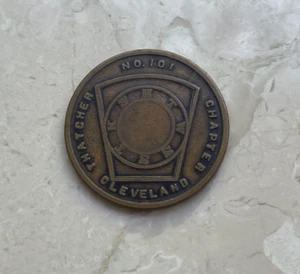 NO. 101
THATCHER
CHAPTER
CLEVELAND